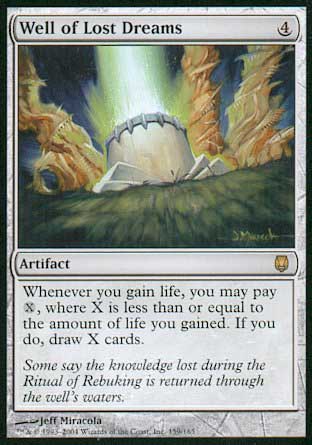 Well of Lost Dreams 4
J. Miracola
Artifact
Whenever you gain life, you may pay
X, where X is less than or equal to
the amount of life you gained. If you
do, draw X cards.
Some say the knowledge lost during the
Ritual of Rebuking is returned through
the well's waters.
Jeff Miracola
™ & © 1993–2004 Wizards of the Coast, Inc. 159/165